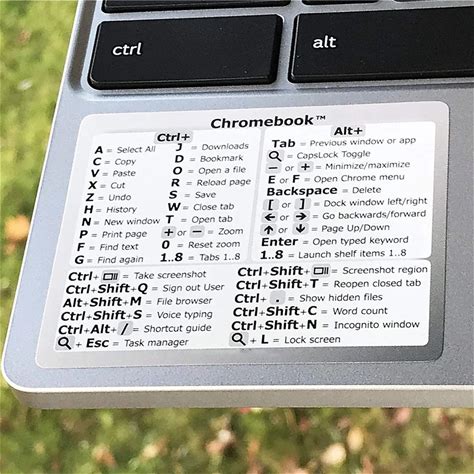 ctrl
alt
Chromebook™
Ctrl+
A = Select All
C = Copy
V = Paste
X = Cut
Z = Undo
H = History
N = New window
P = Print page
F = Find text
G = Find again
J = Downloads
D = Bookmark
O = Open a file
R = Reload page
S = Save
W = Close tab
T = Open tab
+ or − = Zoom
0 = Reset zoom
1..8 = Tabs 1..8
Alt+
Tab = Previous window or app
= CapsLock Toggle
− or + = Minimize/maximize
E or F = Open Chrome menu
Backspace = Delete
[ or ] = Dock window left/right
← or → = Go backwards/forward
↑ or ↓ = Page Up/Down
Enter = Open typed keyword
1..8 = Launch shelf items 1..8
Ctrl+ = Take screenshot
Ctrl+Shift+Q = Sign out User
Alt+Shift+M = File browser
Ctrl+Shift+S = Voice typing
Ctrl+Alt+ / = Shortcut guide
+ Esc = Task manager
Ctrl+Shift+ = Screenshot region
Ctrl+Shift+T = Reopen closed tab
Ctrl+ . = Show hidden files
Ctrl+Shift+C = Word count
Ctrl+Shift+N = Incognito window
+ L = Lock screen